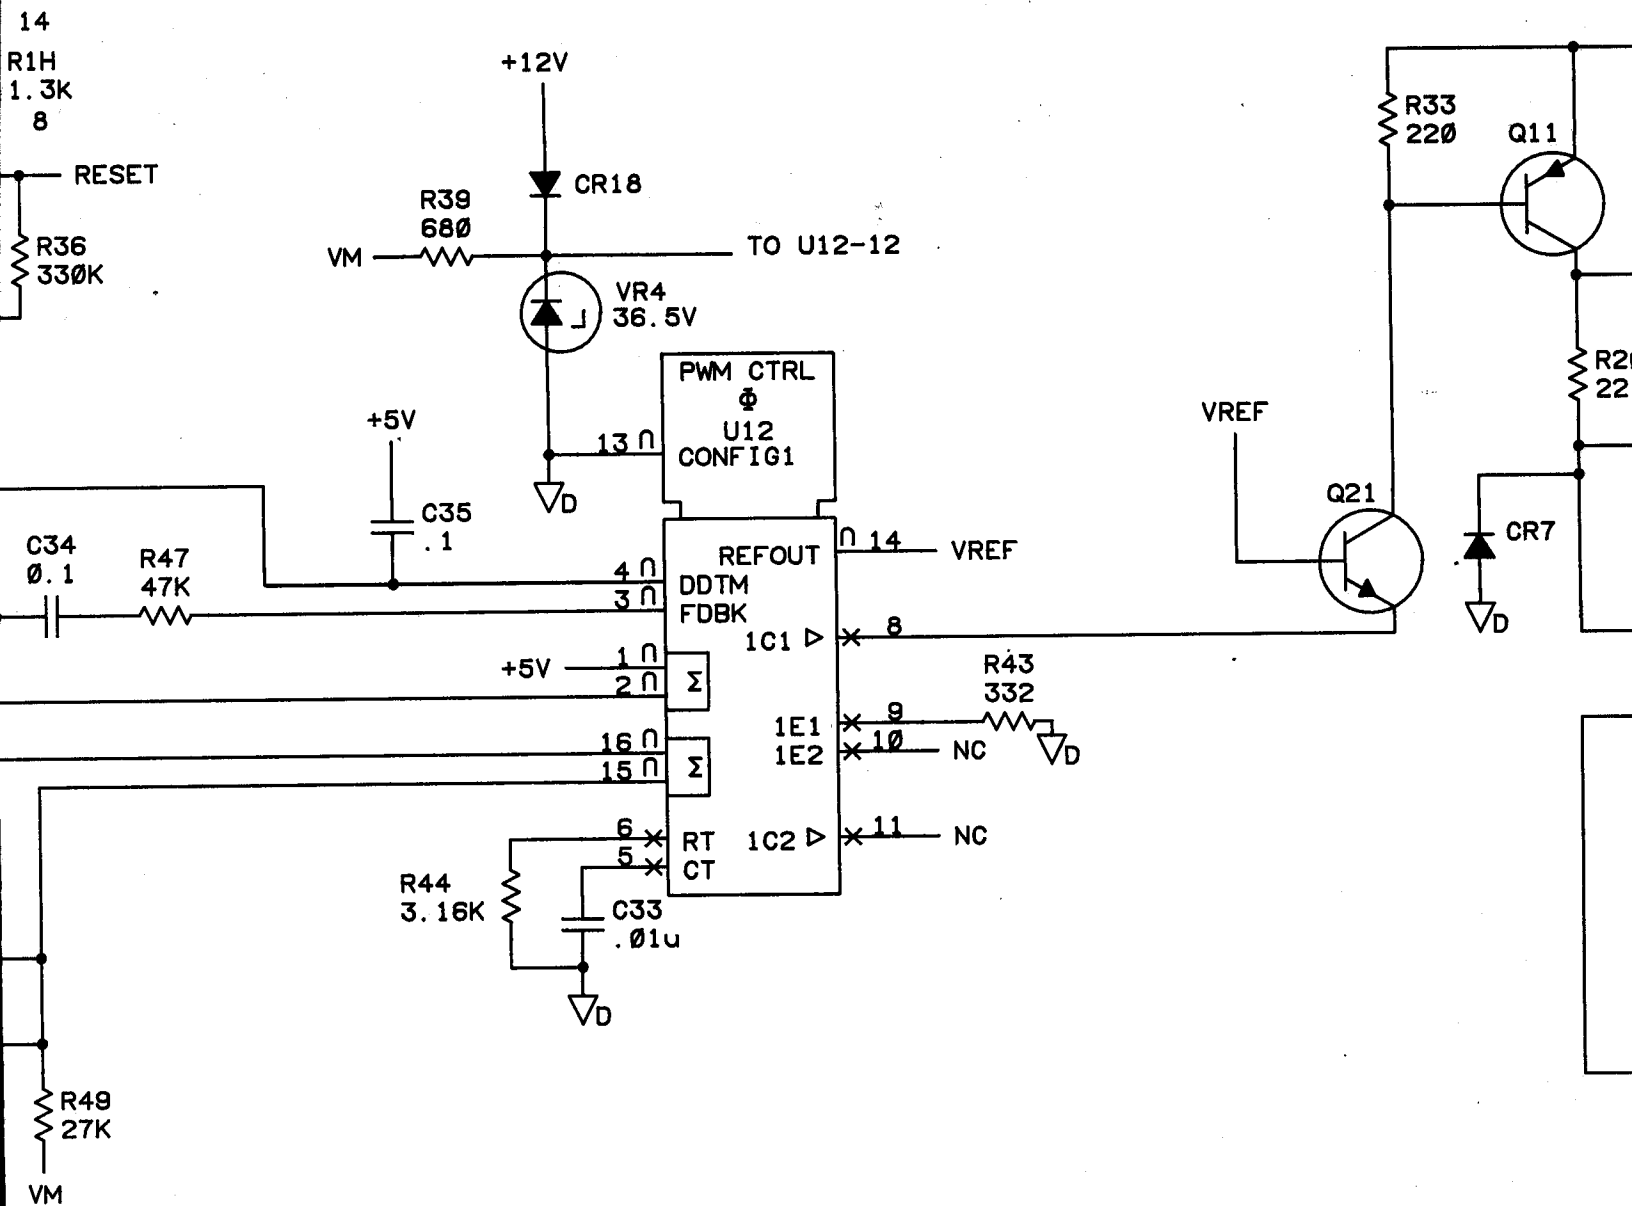 14
R1H
1.3K
8
RESET
R36
330K
+12V
CR18
R39
680
VM
TO U12-12
VR4
36.5V
R33
220
Q11
PWM CTRL
Φ
U12
CONFIG1
13
D
+5V
C35
.1
C34
0.1
R47
47K
4
DDTM
3
FDBK
REFOUT
14
VREF
1C1
8
+5V
1
2
Σ
16
15
Σ
1E1
9
R43
332
D
1E2
10
NC
6
RT
5
CT
1C2
11
NC
R44
3.16K
C33
.01u
D
VREF
Q21
CR7
D
22
R49
27K
VM